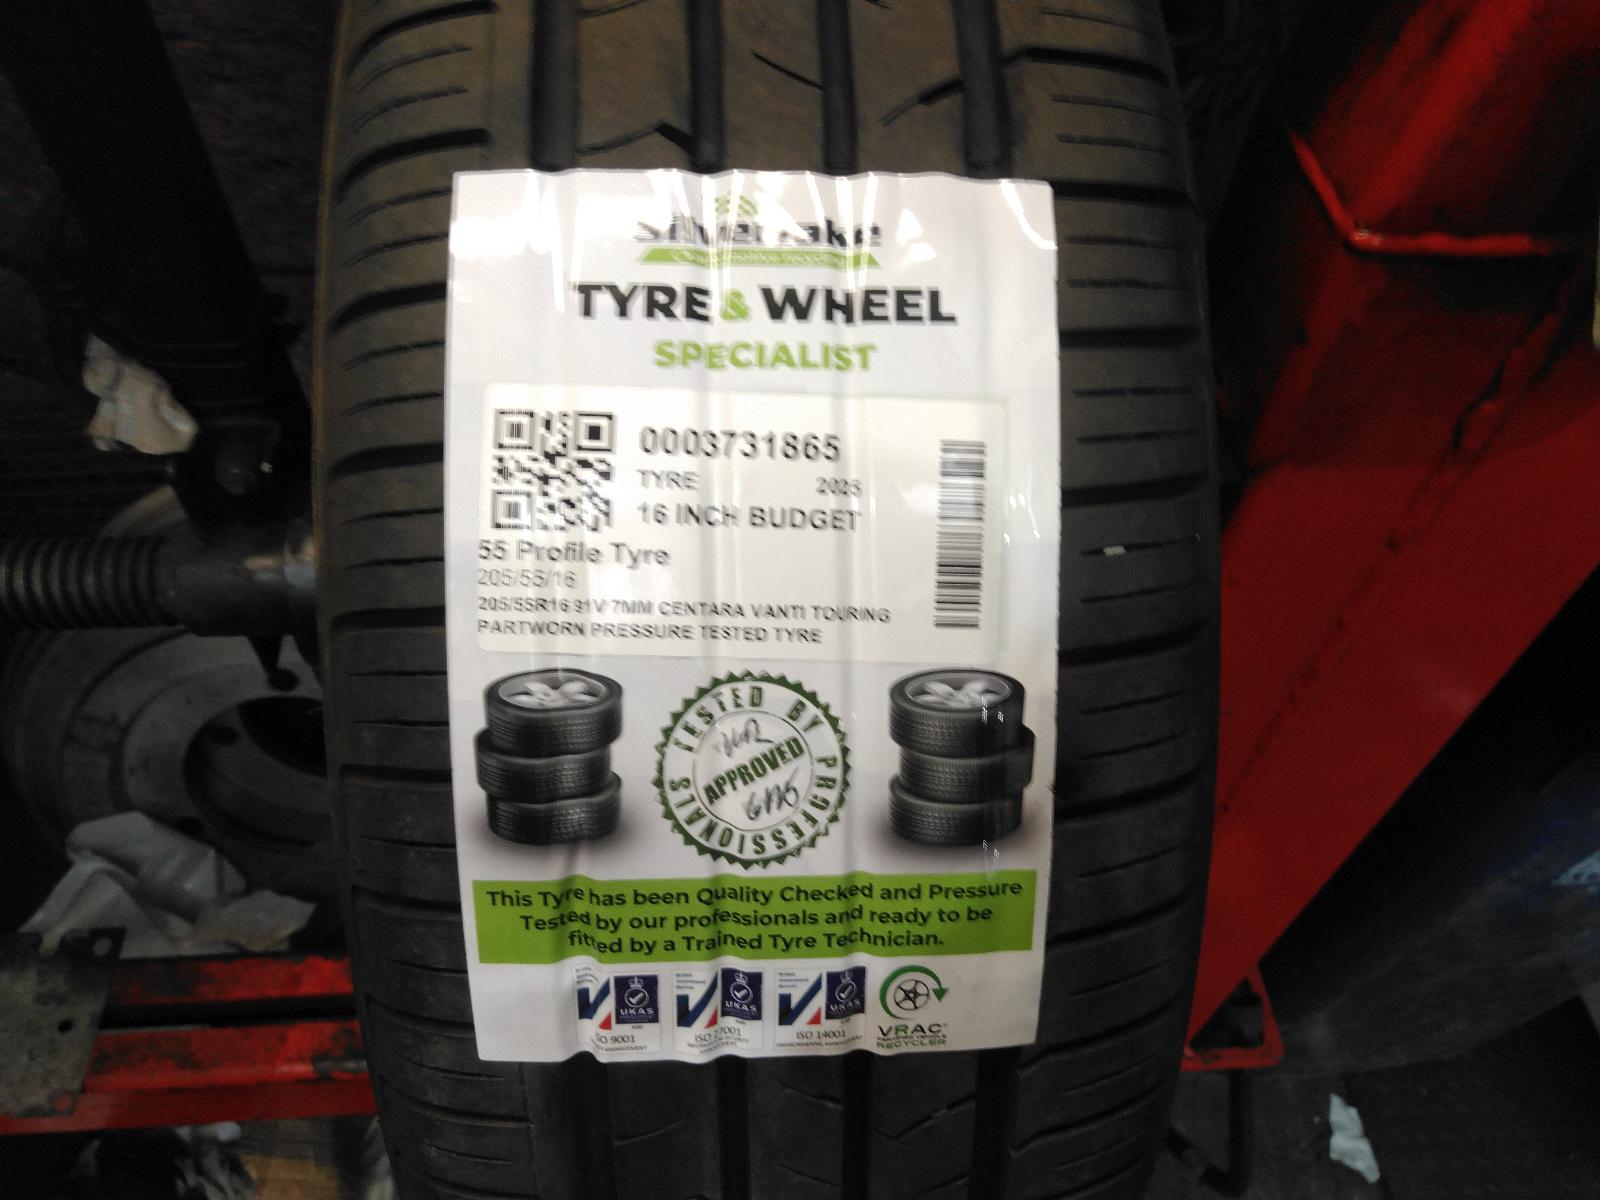 Silverlake
TYRE & WHEEL
SPECIALIST
0003731865
TYRE 2025
16 INCH BUDGET
55 Profile Tyre
205/55/16
205/55R16 91V 7MM CENTARA VANTI TOURING
PARTWORN PRESSURE TESTED TYRE
TESTED BY PROFESSIONALS
APPROVED
This Tyre has been Quality Checked and Pressure
Tested by our professionals and ready to be
fitted by a Trained Tyre Technician.
UKAS UKAS UKAS
ISO 9001 ISO 27001 ISO 14001 VRAC
RECYCLER